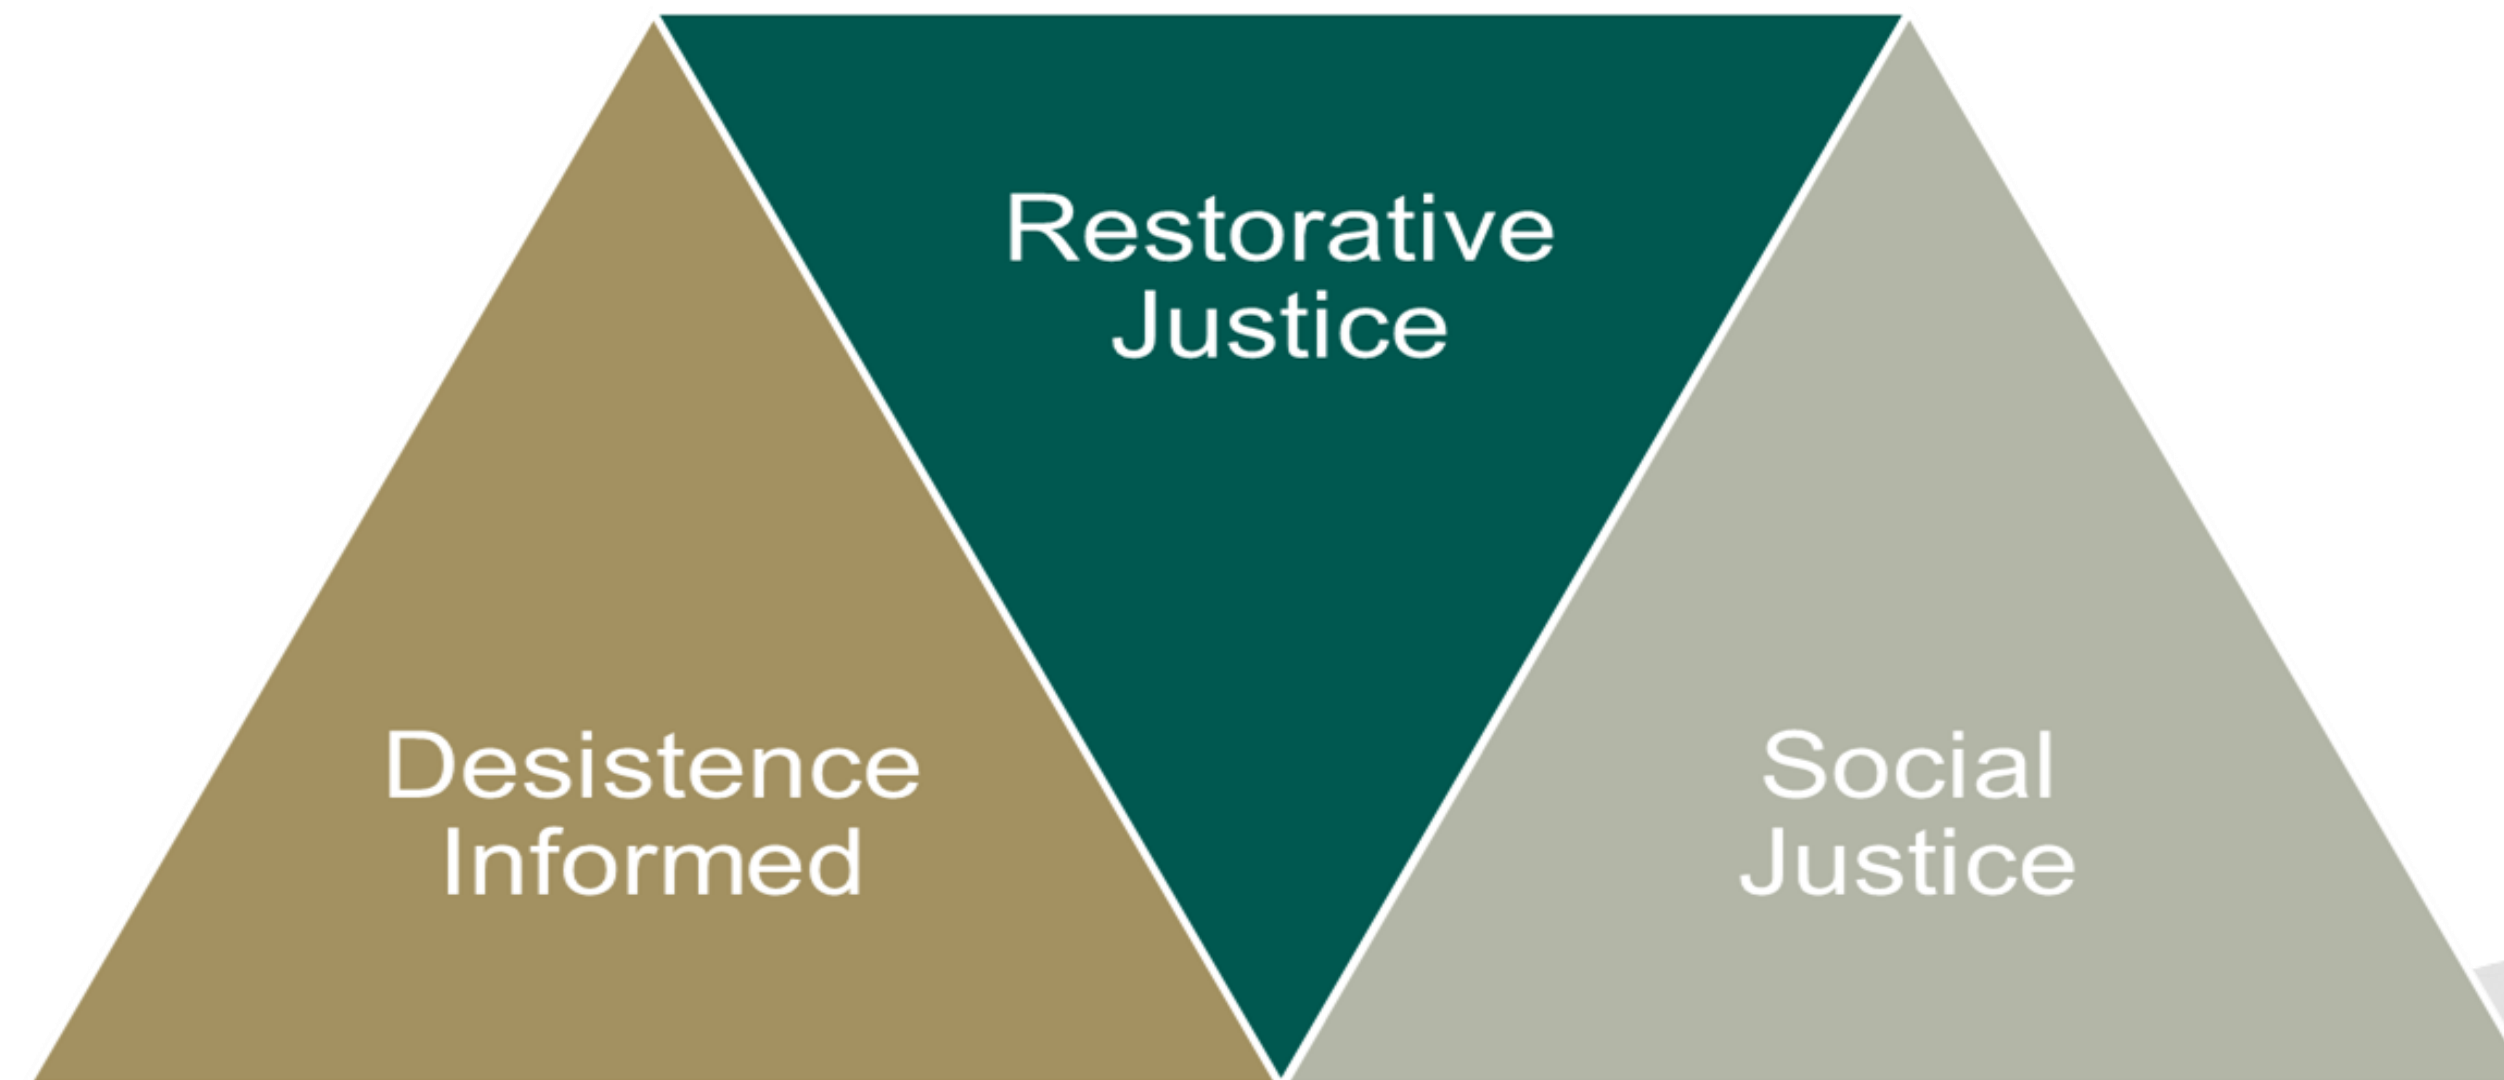 Restorative
Justice
Desistence
Informed
Social
Justice